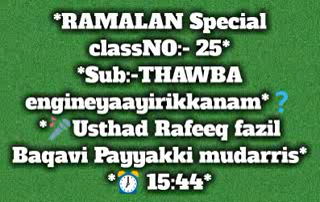 *RAMALAN Special
classNO:- 25*
*Sub:-THAWBA
engineyaayirikkanam*❓
*🎤Usthad Rafeeq fazil
Baqavi Payyakki mudarris*
*⏰ 15:44*